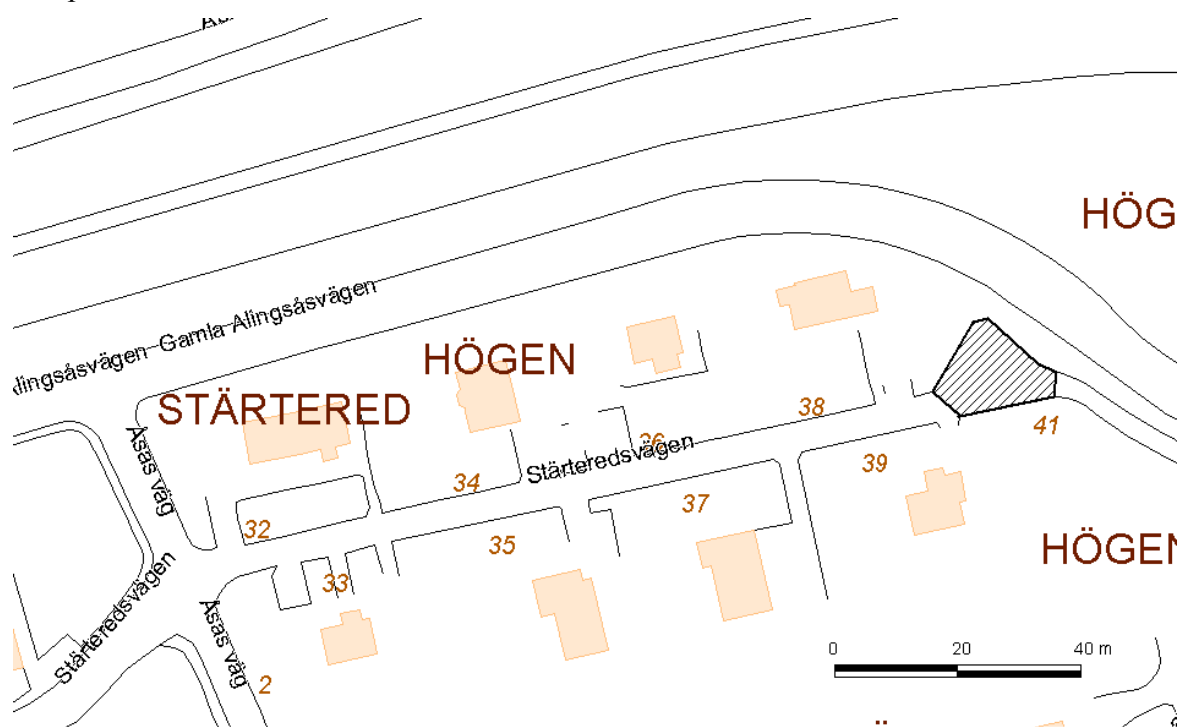 HÖG
Gamla Alingsåsvägen
lingsåsvägen
HÖGEN
STÄRTERED
38
41
36
Stärteredsvägen
39
34
37
Åsas väg
32
35
HÖGEN
33
Stärteredsvägen
Åsas väg
2
0 20 40 m